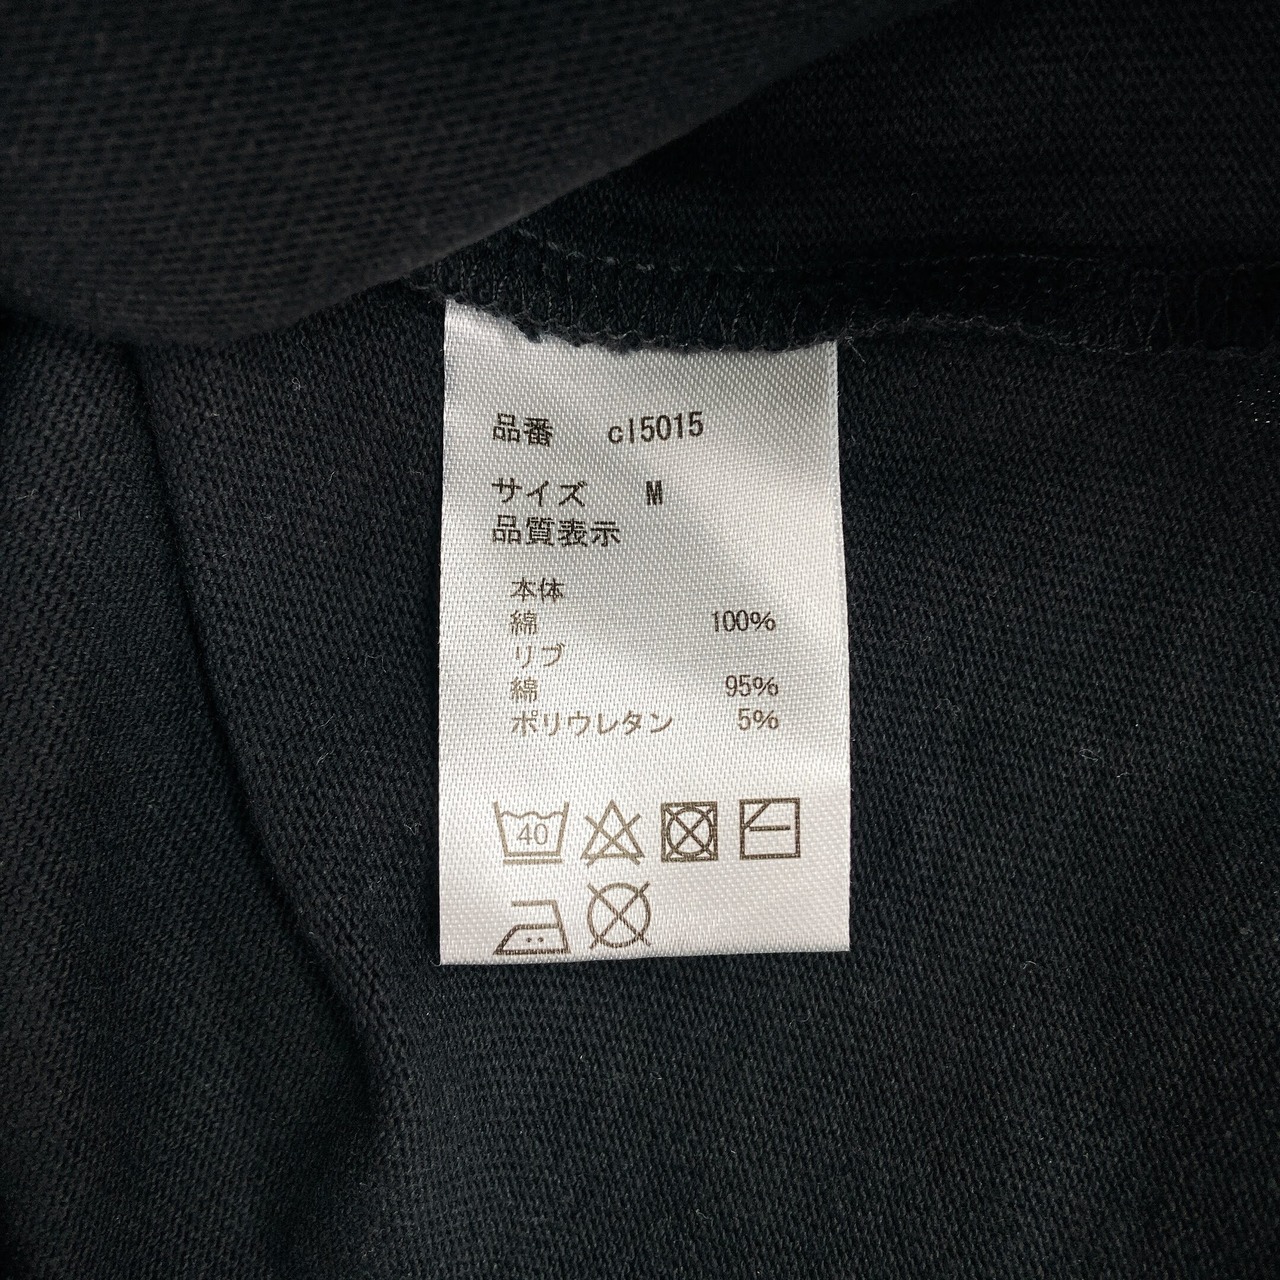 品番 cl5015
サイズ M
品質表示
本体
綿 100%
リブ
綿 95%
ポリウレタン 5%
40